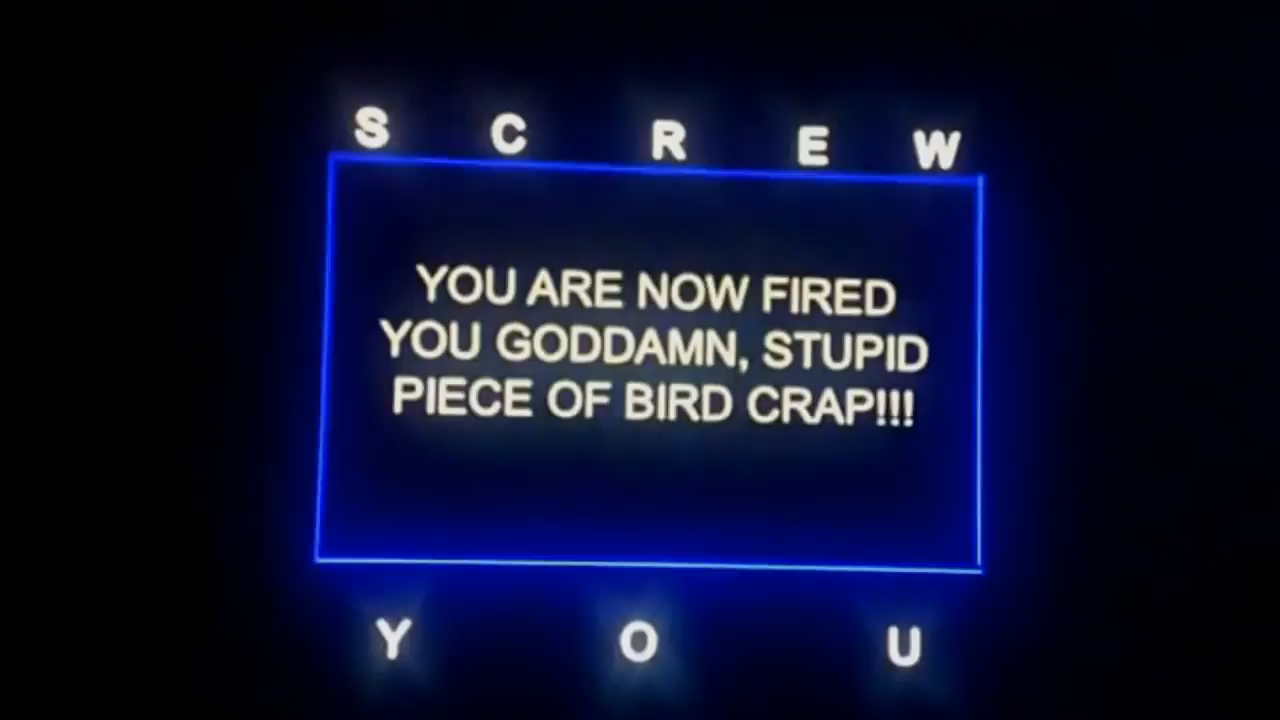 S C R E W
YOU ARE NOW FIRED
YOU GODDAMN, STUPID
PIECE OF BIRD CRAP!!!
Y O U